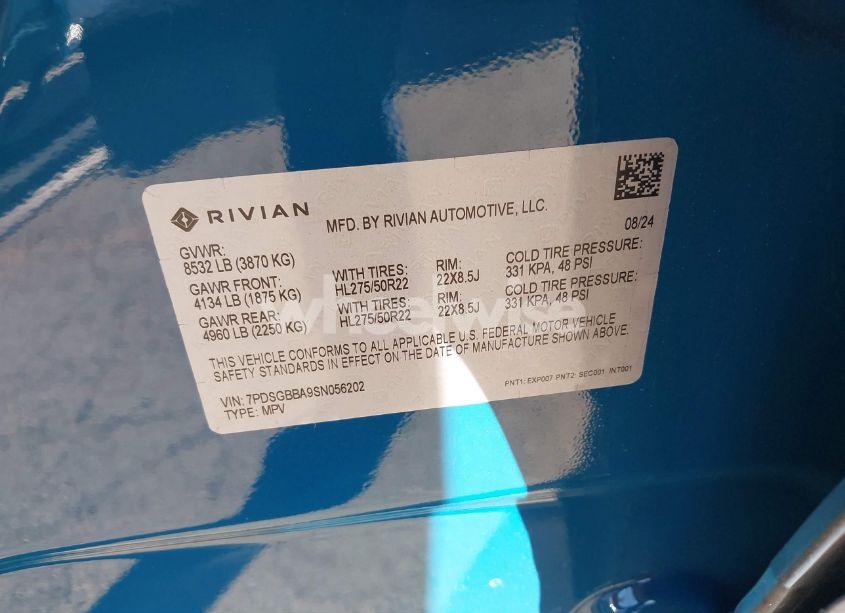 RIVIAN MFD. BY RIVIAN AUTOMOTIVE, LLC. 08/24
GVWR:
8532 LB (3870 KG)
GAWR FRONT: WITH TIRES: RIM: COLD TIRE PRESSURE:
4134 LB (1875 KG) HL275/50R22 22X8.5J 331 KPA, 48 PSI
GAWR REAR: WITH TIRES: RIM: COLD TIRE PRESSURE:
4960 LB (2250 KG) HL275/50R22 22X8.5J 331 KPA, 48 PSI
wheelwise
THIS VEHICLE CONFORMS TO ALL APPLICABLE U.S. FEDERAL MOTOR VEHICLE
SAFETY STANDARDS IN EFFECT ON THE DATE OF MANUFACTURE SHOWN ABOVE.
VIN: 7PDSGBBA9SN056202 PNT1: EXP007 PNT2: SEC001 INT001
TYPE: MPV